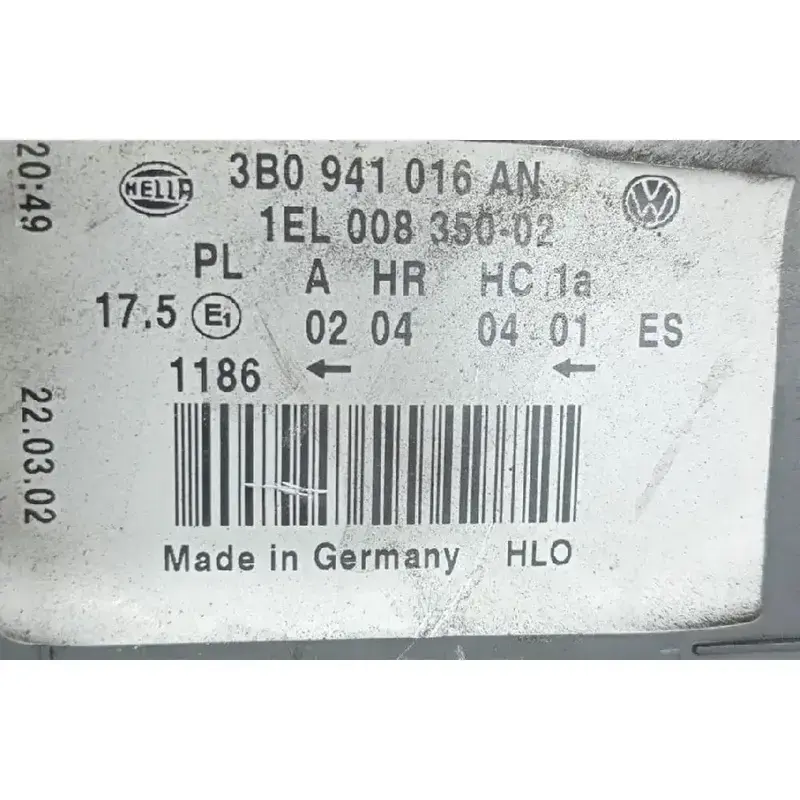 HELLA 3B0 941 016 AN
1EL 008 350-02
PL A HR HC 1a
17.5 E1 02 04 04 01 ES
1186 ← ←
Made in Germany HLO
20:49
22.03.02